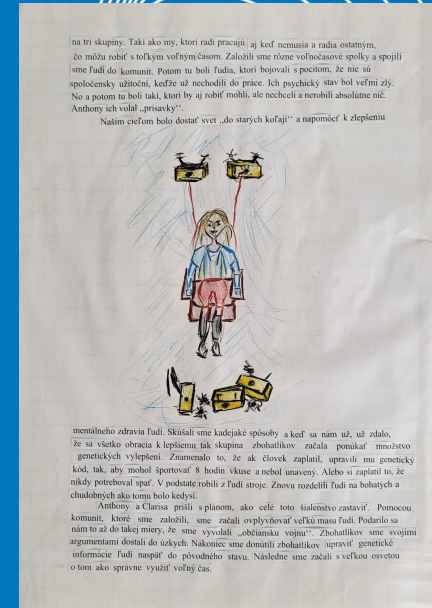 na tri skupiny. Takí ako my, ktorí radi pracujú aj keď nemusia a radia ostatným,
čo môžu robiť s toľkým voľným časom. Založili sme rôzne voľnočasové spolky a spojili
sme ľudí do komunit. Potom tu boli ľudia, ktorí bojovali s pocitom, že nie sú
spoločensky užitoční, keďže už nechodili do práce. Ich psychický stav bol veľmi zlý.
No a potom tu boli takí, ktorí by aj robiť mohli, ale nechceli a nerobili absolútne nič.
Anthony ich volal „prísavky“.
Našim cieľom bolo dostať svet „do starých koľají“ a napomôcť k zlepšeniu
mentálneho zdravia ľudí. Skúšali sme kadejaké spôsoby a keď sa nám už, už zdalo,
že sa všetko obracia k lepšiemu tak skupina zbohatlíkov začala ponúkať množstvo
genetických vylepšení. Znamenalo to, že ak človek zaplatil, upravili mu genetický
kód, tak, aby mohol športovať 8 hodín vkuse a nebol unavený. Alebo si zaplatil to, že
nikdy potreboval spať. V podstate robili z ľudí stroje. Znovu rozdelili ľudí na bohatých a
chudobných ako tomu bolo kedysi.
Anthony a Clarisa prišli s plánom, ako celé toto šialenstvo zastaviť. Pomocou
komunit, ktoré sme založili, sme začali ovplyvňovať veľkú masu ľudí. Podarilo sa
nám to až do takej miery, že sme vyvolali „občiansku vojnu“. Zbohatlíkov sme svojimi
argumentami dostali do úzkych. Nakoniec sme donútili zbohatlíkov upraviť genetické
informácie ľudí naspäť do pôvodného stavu. Následne sme začali s veľkou osvetou
o tom ako správne využiť voľný čas.